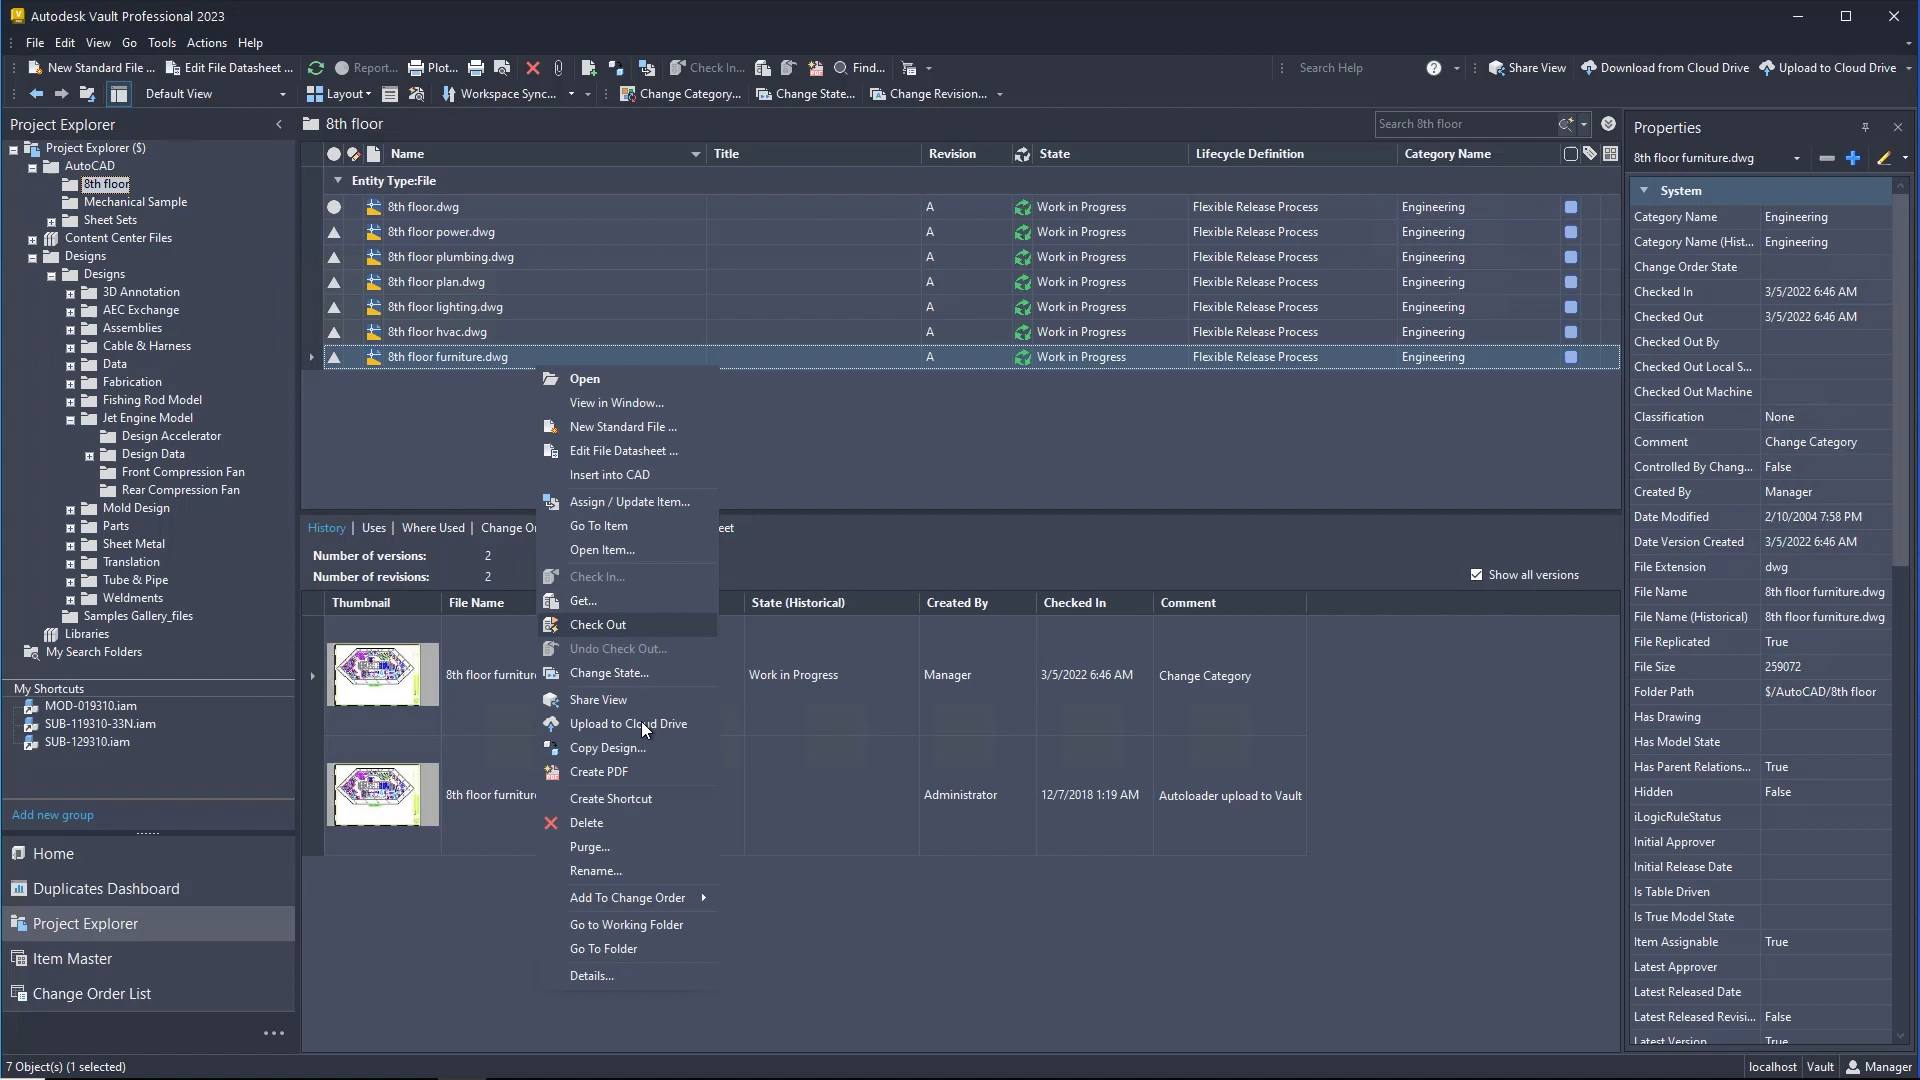 Autodesk Vault Professional 2023
File Edit View Go Tools Actions Help
New Standard File ... Edit File Datasheet ... Report... Plot... Check In... Find... Search Help Share View Download from Cloud Drive Upload to Cloud Drive
Default View Layout Workspace Sync... Change Category... Change State... Change Revision...
Project Explorer
Project Explorer ($)
AutoCAD
8th floor
Mechanical Sample
Sheet Sets
Content Center Files
Designs
Designs
3D Annotation
AEC Exchange
Assemblies
Cable & Harness
Data
Fabrication
Fishing Rod Model
Jet Engine Model
Design Accelerator
Design Data
Front Compression Fan
Rear Compression Fan
Mold Design
Parts
Sheet Metal
Translation
Tube & Pipe
Weldments
Samples Gallery_files
Libraries
My Search Folders
My Shortcuts
MOD-019310.iam
SUB-119310-33N.iam
SUB-129310.iam
Add new group
Home
Duplicates Dashboard
Project Explorer
Item Master
Change Order List
8th floor Search 8th floor
Name Title Revision State Lifecycle Definition Category Name
Entity Type:File
8th floor.dwg A Work in Progress Flexible Release Process Engineering
8th floor power.dwg A Work in Progress Flexible Release Process Engineering
8th floor plumbing.dwg A Work in Progress Flexible Release Process Engineering
8th floor plan.dwg A Work in Progress Flexible Release Process Engineering
8th floor lighting.dwg A Work in Progress Flexible Release Process Engineering
8th floor hvac.dwg A Work in Progress Flexible Release Process Engineering
8th floor furniture.dwg A Work in Progress Flexible Release Process Engineering
Open
View in Window...
New Standard File ...
Edit File Datasheet ...
Insert into CAD
Assign / Update Item...
Go To Item
Open Item...
Check In...
Get...
Check Out
Undo Check Out...
Change State...
Share View
Upload to Cloud Drive
Copy Design...
Create PDF
Create Shortcut
Delete
Purge...
Rename...
Add To Change Order
Go to Working Folder
Go To Folder
Details...
History | Uses | Where Used | Change Or
Number of versions: 2
Number of revisions: 2
Show all versions
Thumbnail File Name State (Historical) Created By Checked In Comment
8th floor furniture Work in Progress Manager 3/5/2022 6:46 AM Change Category
8th floor furniture Administrator 12/7/2018 1:19 AM Autoloader upload to Vault
Properties
8th floor furniture.dwg
System
Category Name Engineering
Category Name (Hist... Engineering
Change Order State
Checked In 3/5/2022 6:46 AM
Checked Out 3/5/2022 6:46 AM
Checked Out By
Checked Out Local S...
Checked Out Machine
Classification None
Comment Change Category
Controlled By Chang... False
Created By Manager
Date Modified 2/10/2004 7:58 PM
Date Version Created 3/5/2022 6:46 AM
File Extension dwg
File Name 8th floor furniture.dwg
File Name (Historical) 8th floor furniture.dwg
File Replicated True
File Size 259072
Folder Path $/AutoCAD/8th floor
Has Drawing
Has Model State
Has Parent Relations... True
Hidden False
iLogicRuleStatus
Initial Approver
Initial Release Date
Is Table Driven
Is True Model State
Item Assignable True
Latest Approver
Latest Released Date
Latest Released Revisi... False
Latest Version True
7 Object(s) (1 selected)
localhost Vault Manager